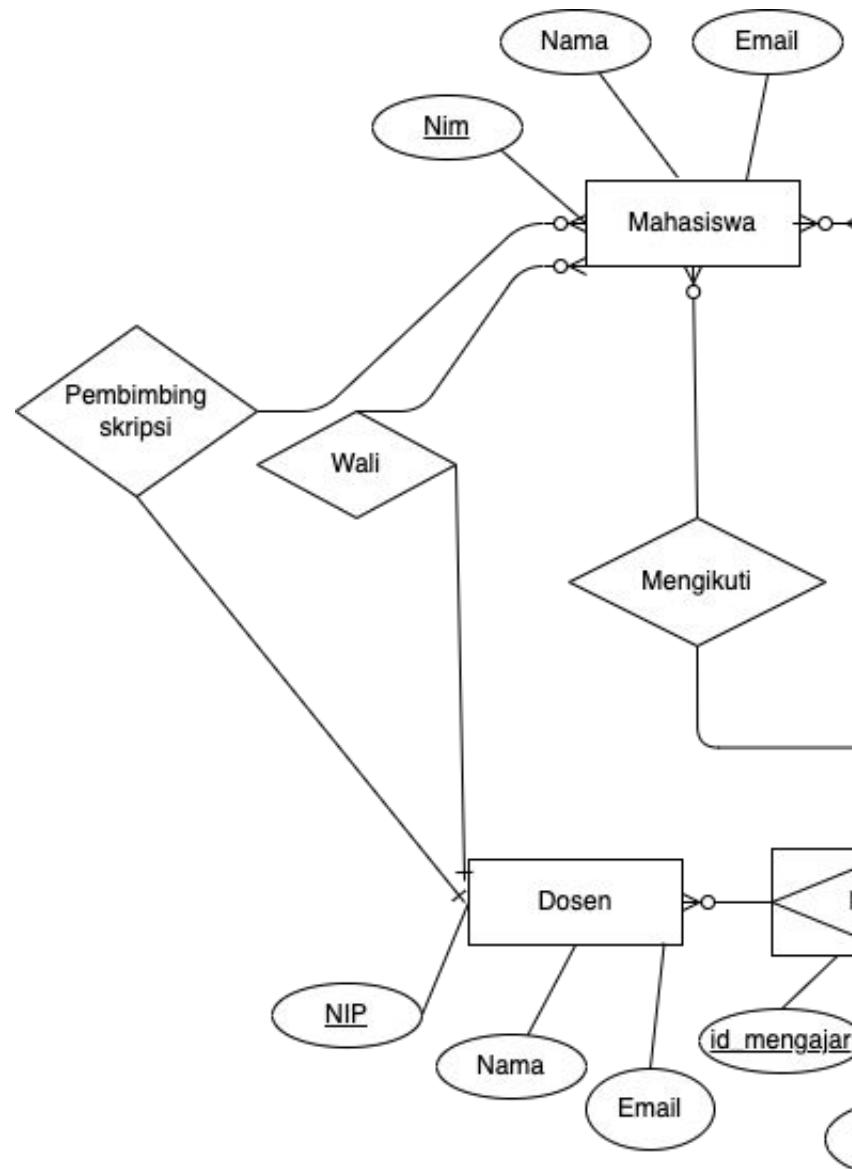 Nama
Email
Nim
Mahasiswa
Pembimbing
skripsi
Wali
Mengikuti
Dosen
NIP
id_mengajar
Nama
Email